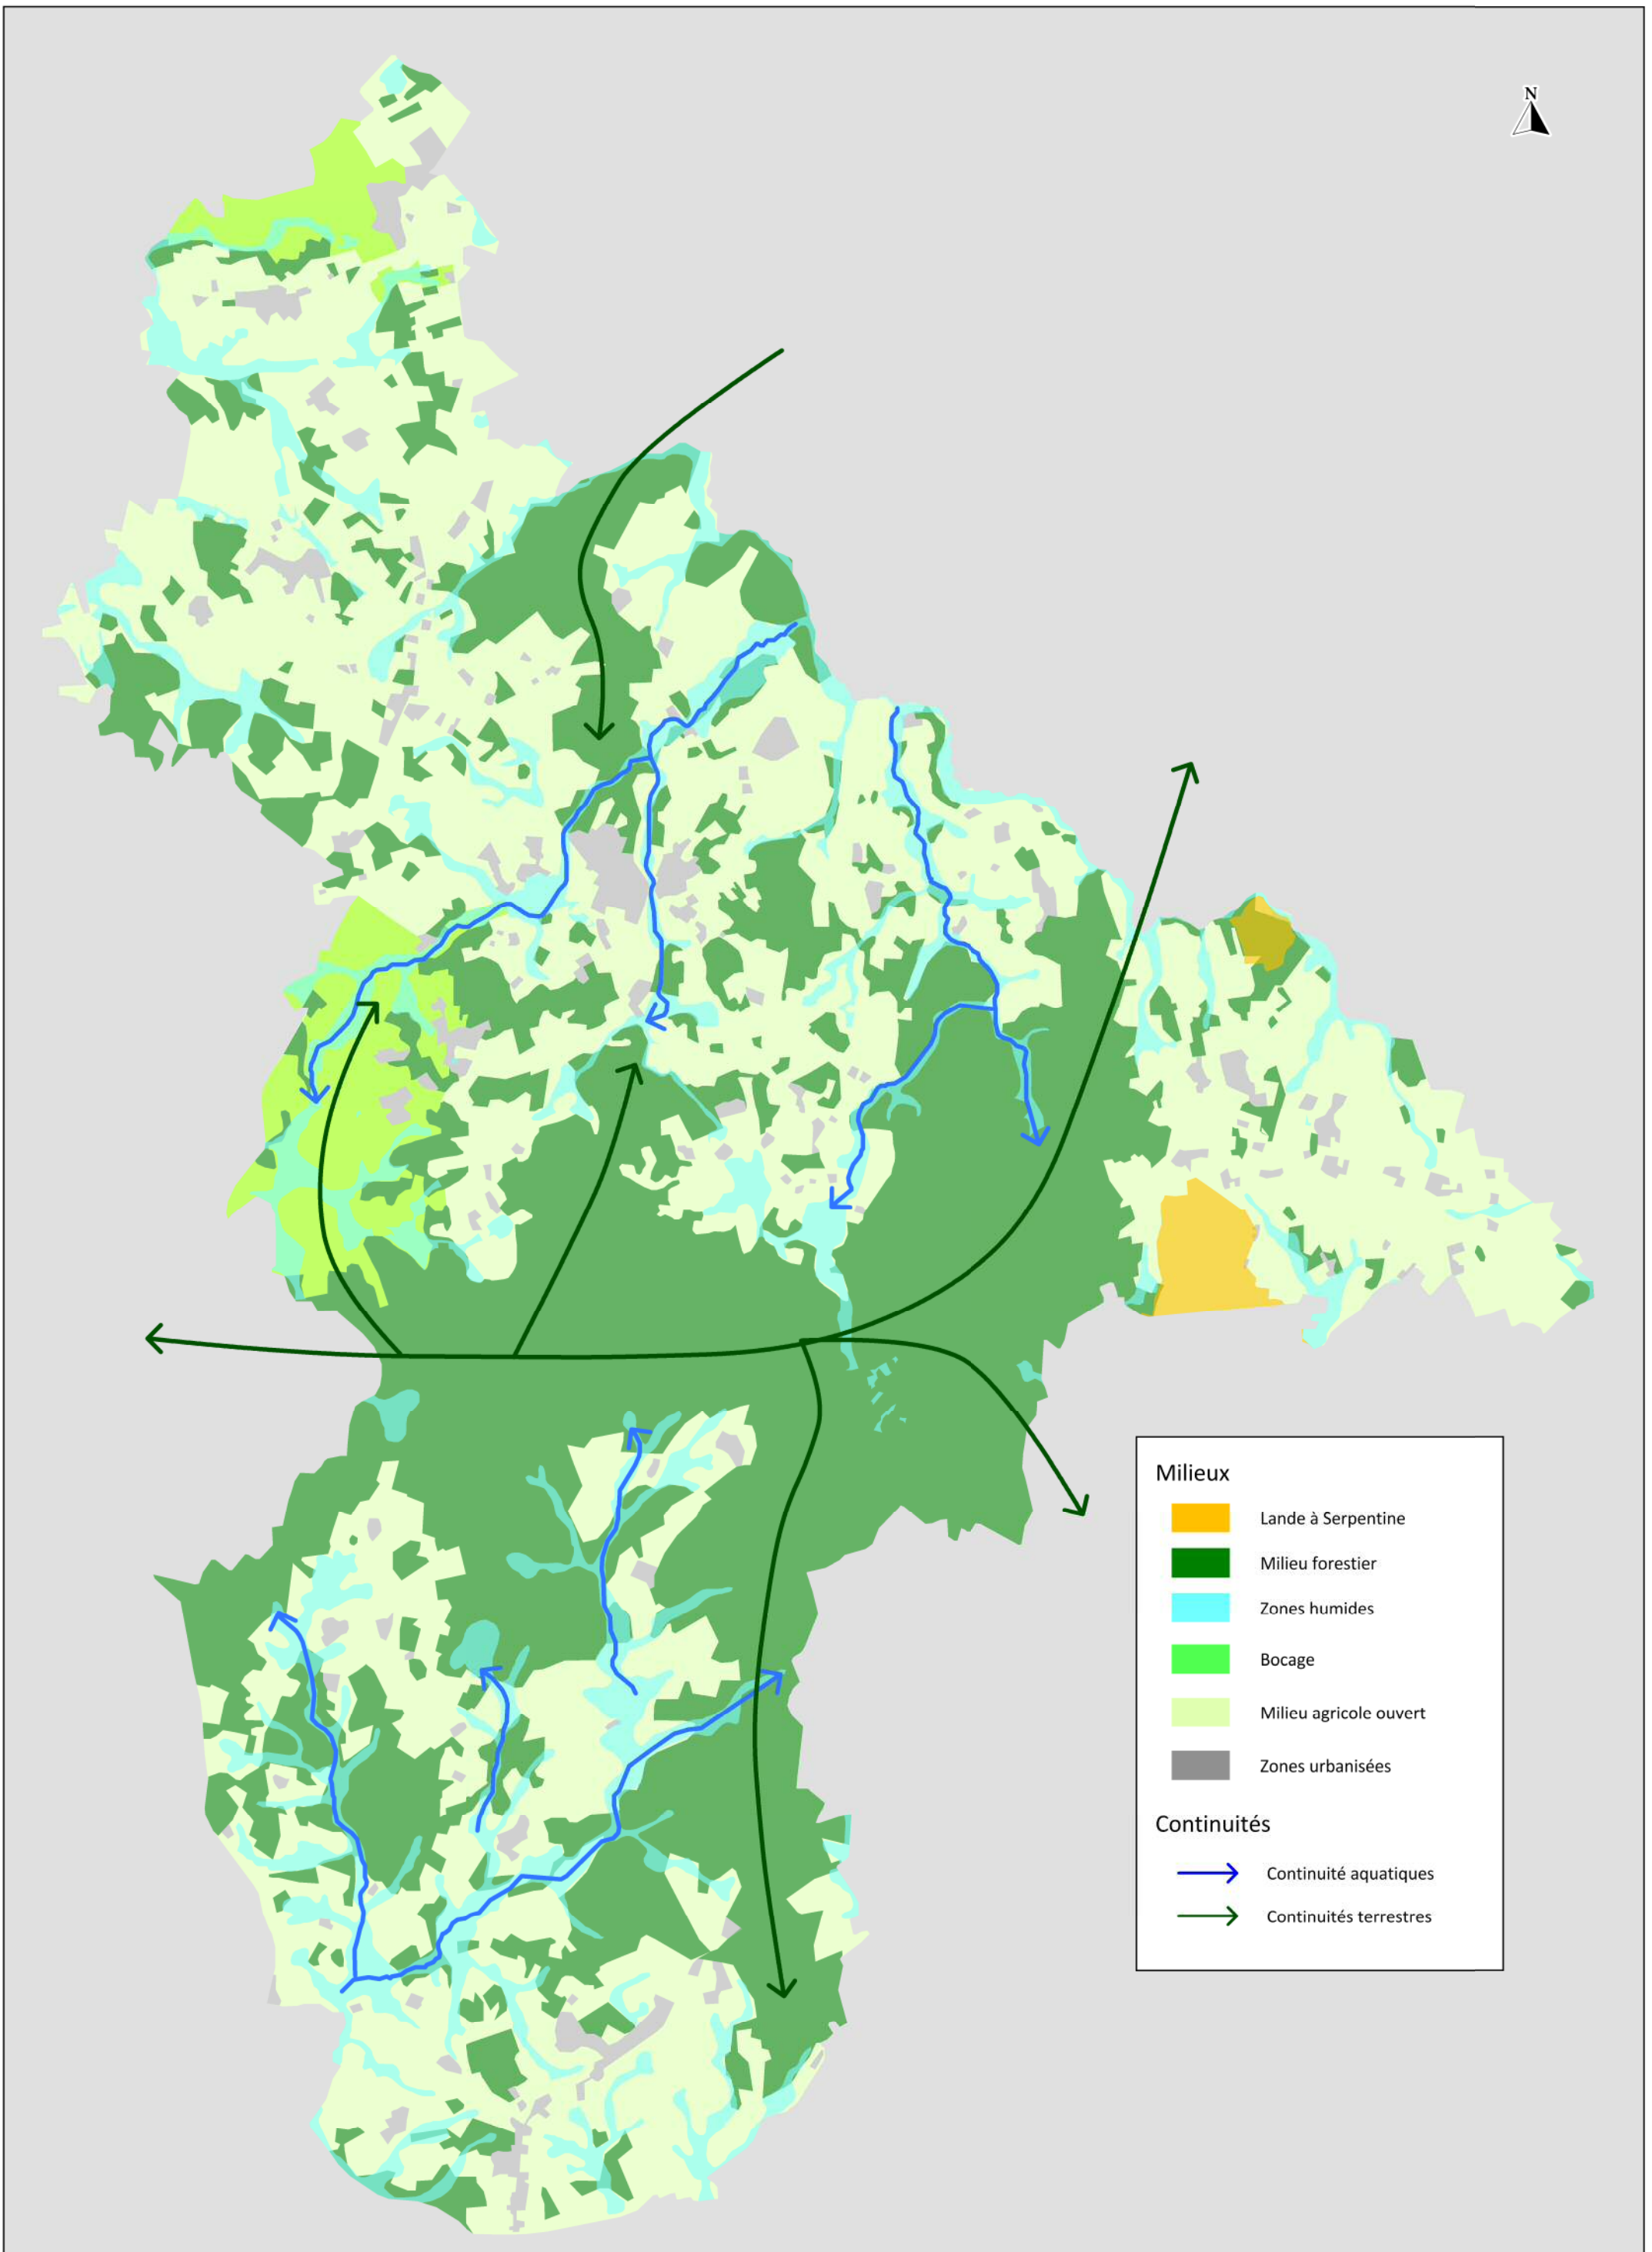 N
Milieux
Lande à Serpentine
Milieu forestier
Zones humides
Bocage
Milieu agricole ouvert
Zones urbanisées
Continuités
Continuité aquatiques
Continuités terrestres